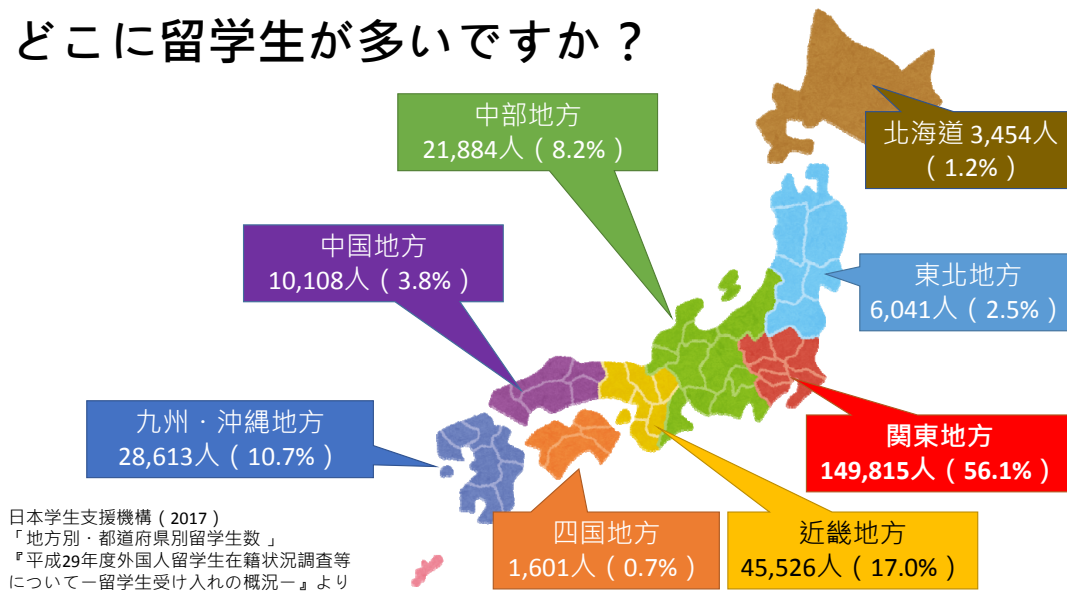 どこに留学生が多いですか？
中部地方
21,884人（8.2%）
北海道 3,454人
（1.2%）
中国地方
10,108人（3.8%）
東北地方
6,041人（2.5%）
九州・沖縄地方
28,613人（10.7%）
関東地方
149,815人（56.1%）
四国地方
1,601人（0.7%）
近畿地方
45,526人（17.0%）
日本学生支援機構（2017）
「地方別・都道府県別留学生数 」
『平成29年度外国人留学生在籍状況調査等
について－留学生受け入れの概況－』より